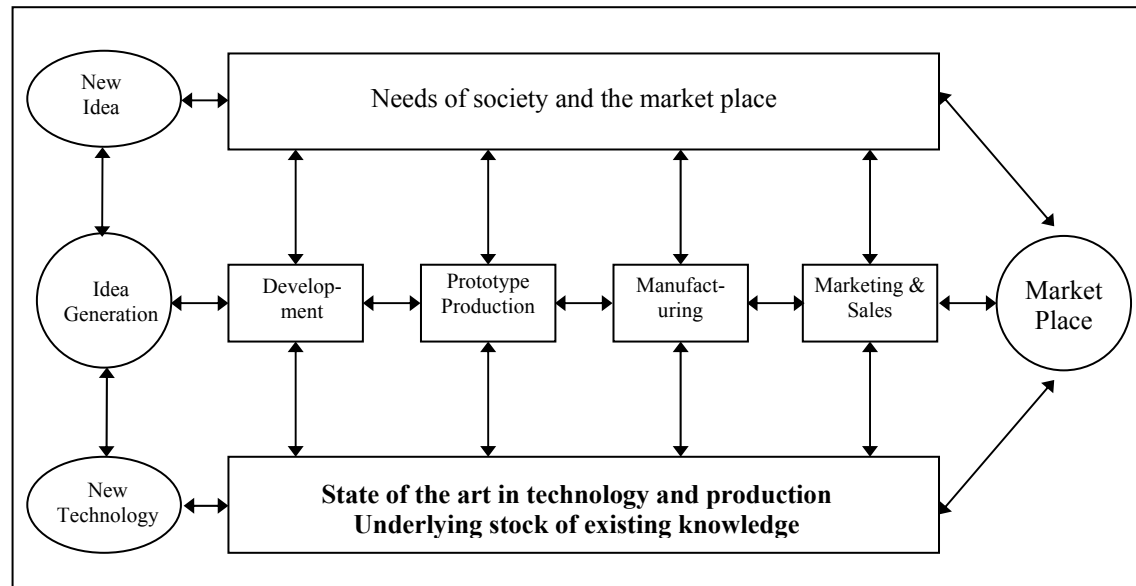 New
Idea
Needs of society and the market place
Idea
Generation
Develop-
ment
Prototype
Production
Manufact-
uring
Marketing &
Sales
Market
Place
New
Technology
State of the art in technology and production
Underlying stock of existing knowledge